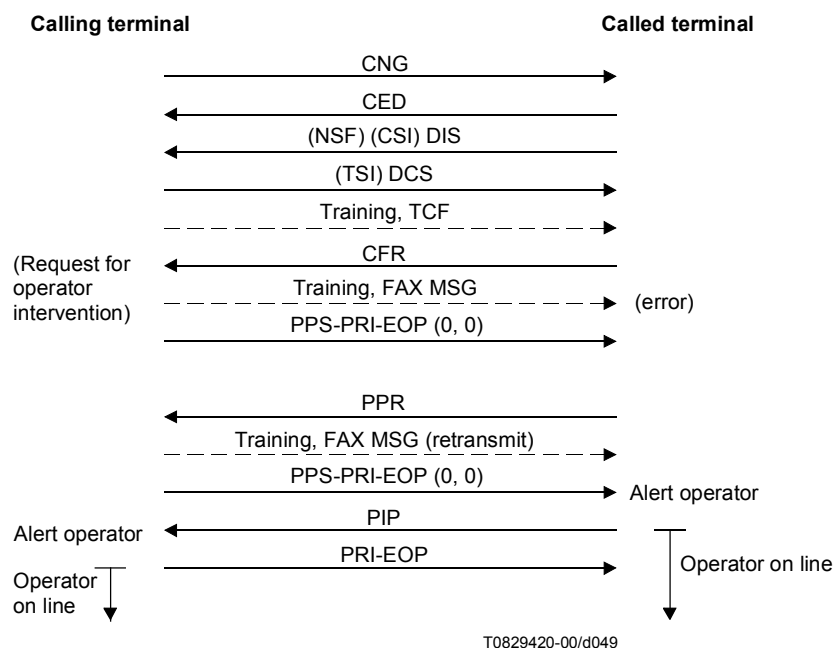 Calling terminal
Called terminal
CNG
CED
(NSF) (CSI) DIS
(TSI) DCS
Training, TCF
CFR
(Request for
operator
intervention)
Training, FAX MSG
(error)
PPS-PRI-EOP (0, 0)
PPR
Training, FAX MSG (retransmit)
PPS-PRI-EOP (0, 0)
Alert operator
PIP
Alert operator
PRI-EOP
Operator on line
Operator
on line
T0829420-00/d049